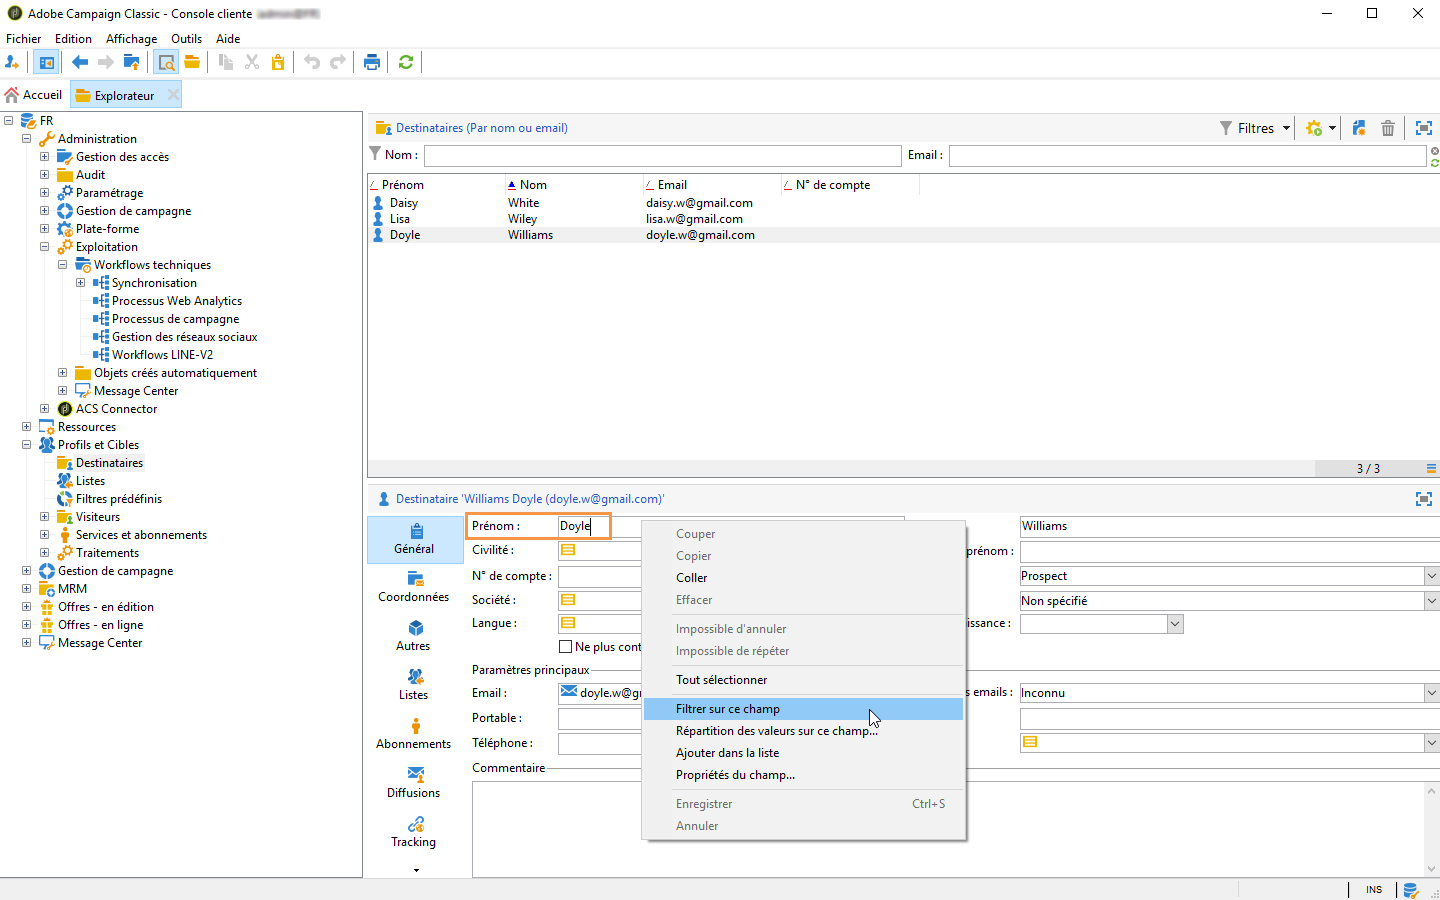 Adobe Campaign Classic - Console cliente
Fichier Edition Affichage Outils Aide
Accueil Explorateur
FR
Administration
Gestion des accès
Audit
Paramétrage
Gestion de campagne
Plate-forme
Exploitation
Workflows techniques
Synchronisation
Processus Web Analytics
Processus de campagne
Gestion des réseaux sociaux
Workflows LINE-V2
Objets créés automatiquement
Message Center
ACS Connector
Ressources
Profils et Cibles
Destinataires
Listes
Filtres prédéfinis
Visiteurs
Services et abonnements
Traitements
Gestion de campagne
MRM
Offres - en édition
Offres - en ligne
Message Center
Destinataires (Par nom ou email) Filtres
Nom : Email :
Prénom Nom Email N° de compte
Daisy White daisy.w@gmail.com
Lisa Wiley lisa.w@gmail.com
Doyle Williams doyle.w@gmail.com
3 / 3
Destinataire 'Williams Doyle (doyle.w@gmail.com)'
Général
Coordonnées
Autres
Listes
Abonnements
Diffusions
Tracking
Prénom : Doyle Williams
Civilité : prénom :
N° de compte : Prospect
Société : Non spécifié
Langue : issance :
Ne plus cont
Paramètres principaux
Email : doyle.w@gr s emails : Inconnu
Portable :
Téléphone :
Commentaire
Couper
Copier
Coller
Effacer
Impossible d'annuler
Impossible de répéter
Tout sélectionner
Filtrer sur ce champ
Répartition des valeurs sur ce champ...
Ajouter dans la liste
Propriétés du champ...
Enregistrer Ctrl+S
Annuler
INS